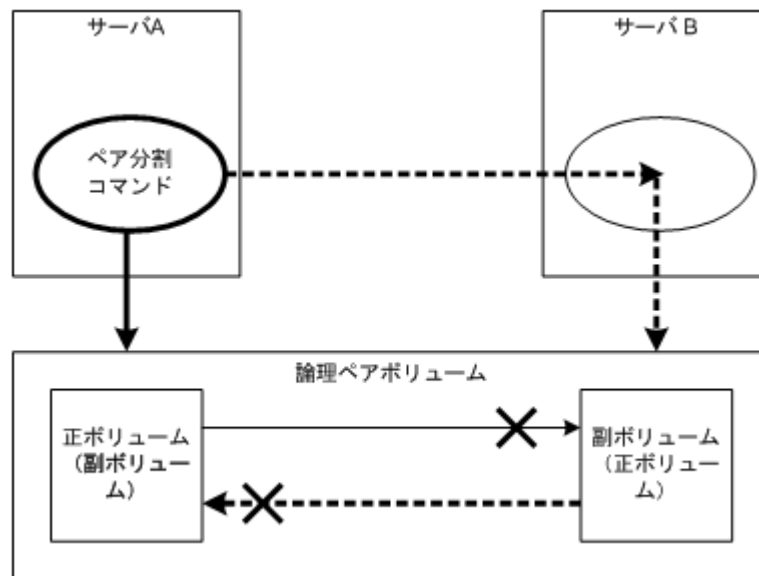 サーバA
サーバB
ペア分割
コマンド
論理ペアボリューム
正ボリューム
（副ボリュー
ム）
副ボリューム
（正ボリュー
ム）